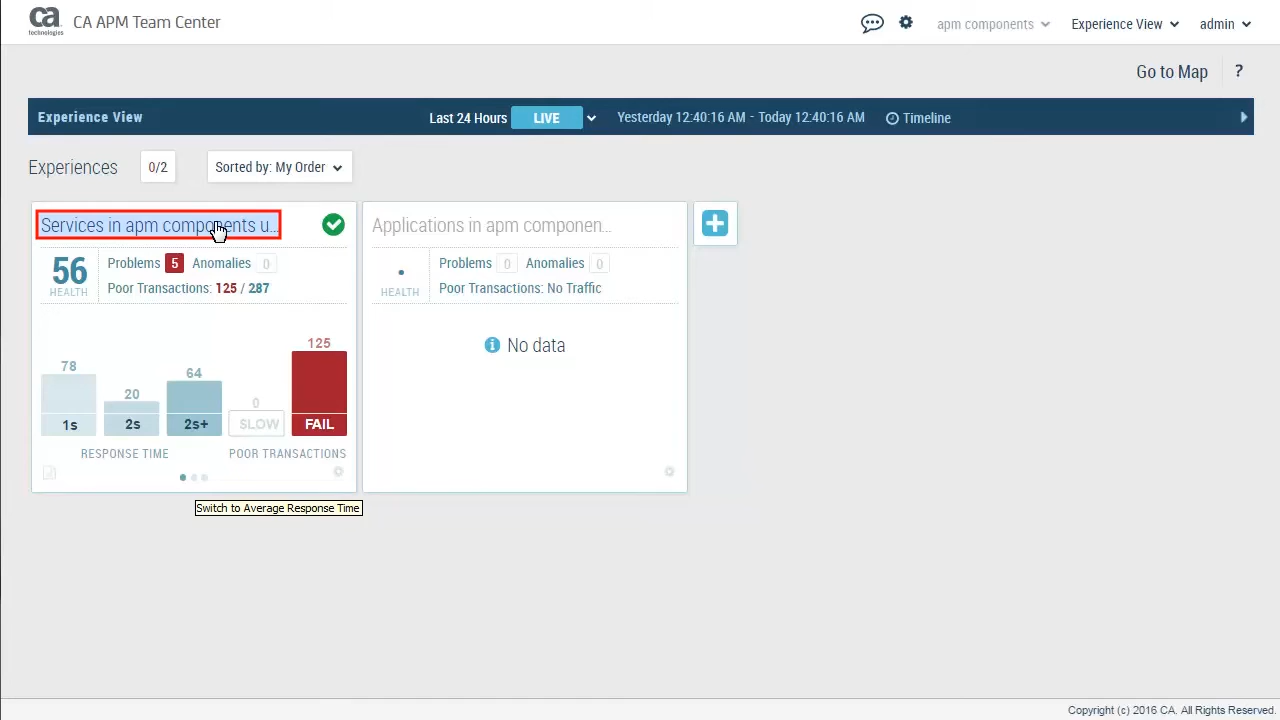 ca
technologies
CA APM Team Center
apm components
Experience View
admin
Go to Map
?
Experience View
Last 24 Hours
LIVE
Yesterday 12:40:16 AM - Today 12:40:16 AM
Timeline
Experiences
0/2
Sorted by: My Order
Services in apm components u...
56
HEALTH
Problems 5 Anomalies 0
Poor Transactions: 125 / 287
78
20
64
0
125
1s
2s
2s+
SLOW
FAIL
RESPONSE TIME
POOR TRANSACTIONS
Switch to Average Response Time
Applications in apm componen...
HEALTH
Problems 0 Anomalies 0
Poor Transactions: No Traffic
No data
Copyright (c) 2016 CA. All Rights Reserved.